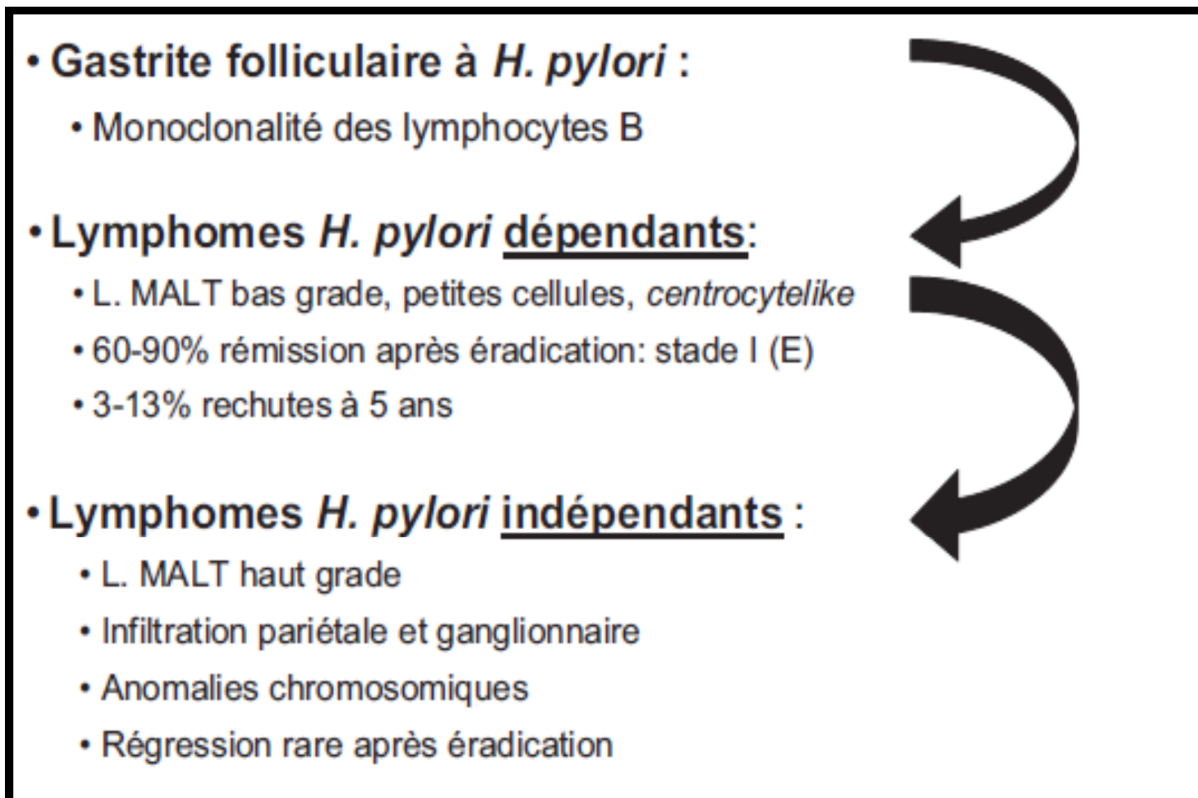 • Gastrite folliculaire à H. pylori :
• Monoclonalité des lymphocytes B
• Lymphomes H. pylori dépendants:
• L. MALT bas grade, petites cellules, centrocytelike
• 60-90% rémission après éradication: stade I (E)
• 3-13% rechutes à 5 ans
• Lymphomes H. pylori indépendants :
• L. MALT haut grade
• Infiltration pariétale et ganglionnaire
• Anomalies chromosomiques
• Régression rare après éradication